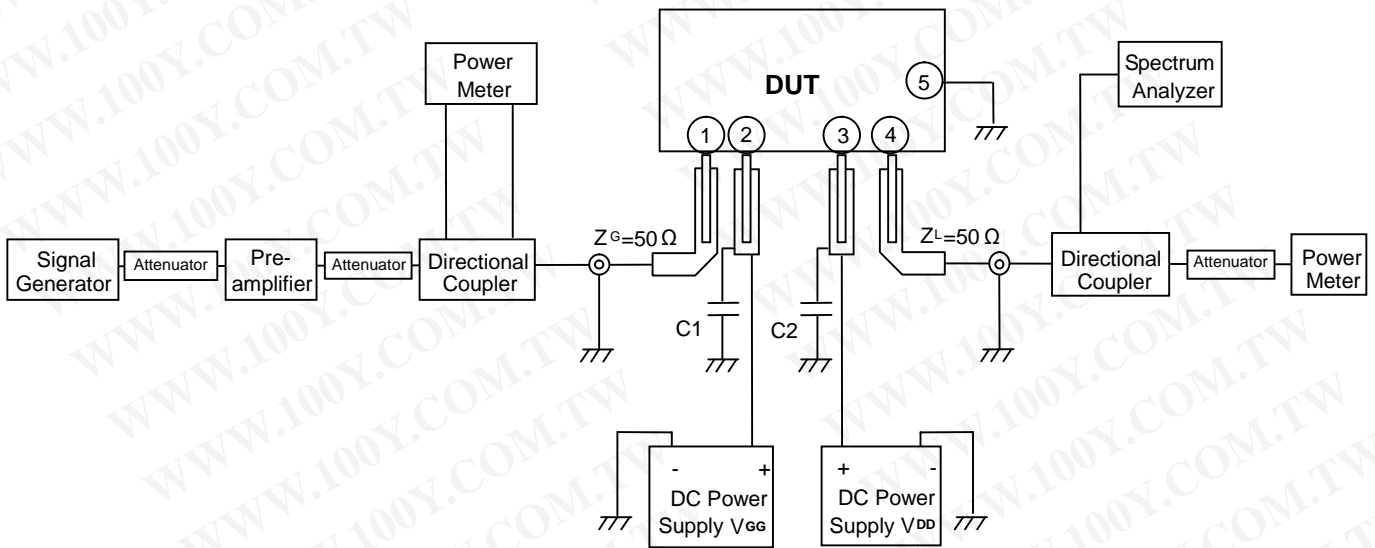 Power
Meter
DUT
5
Spectrum
Analyzer
1
2
3
4
ZG=50 Ω
ZL=50 Ω
Signal
Generator
Attenuator
Pre-
amplifier
Attenuator
Directional
Coupler
Directional
Coupler
Attenuator
Power
Meter
C1
C2
- +
DC Power
Supply VGG
+ -
DC Power
Supply VDD
WWW.100Y.COM.TW